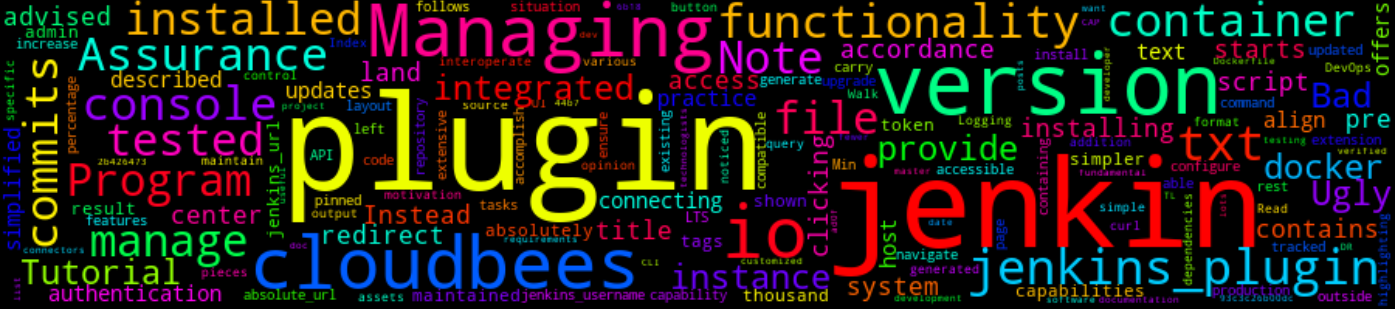 advised
admin
increase
installed
follows
situation
button
Managing
functionality
want
CAP
container
offers
Assurance
Index
dev
interoperate
various
Note
accordance
install
text
starts
updated
Dockerfile
DevOps
specific
commits
percentage
described
control
land
updates
integrated
access
generate
upgrade
carry
Walk
version
posts
developer
script
command
Bad
console
project
layout
source
practice
file
token
Logging
installing
format
align
pre
tested
jenkins_url
plugin
left
repository
extensive
accomplish
ensure
existing
technologists
noticed
compatible
query
provide
addition
txt
testing
extension
verified
simplified
2b426473
maintain
API
code
opinion
clicking
Min
master
accessible
containing
simpler
fundamental
configure
docker
Program
useful
pinned
motivation
output
tasks
connecting
shown
jenkin
able
rest
Ugly
result
features
center
Instead
absolutely
title
LTS
io
simple
curl
TL
Read
contains
connectors
manage
redirect
requirements
tags
host
date
navigate
page
dependencies
tracked
OR
highlighting
Tutorial
pieces
doc
cloudbees
CLI
customized
instance
generated
jenkins_plugin
list
authentication
absolute_url
assets
maintained
jenkins_username
capability
thousand
system
development
capabilities
software
documentation
production
outside